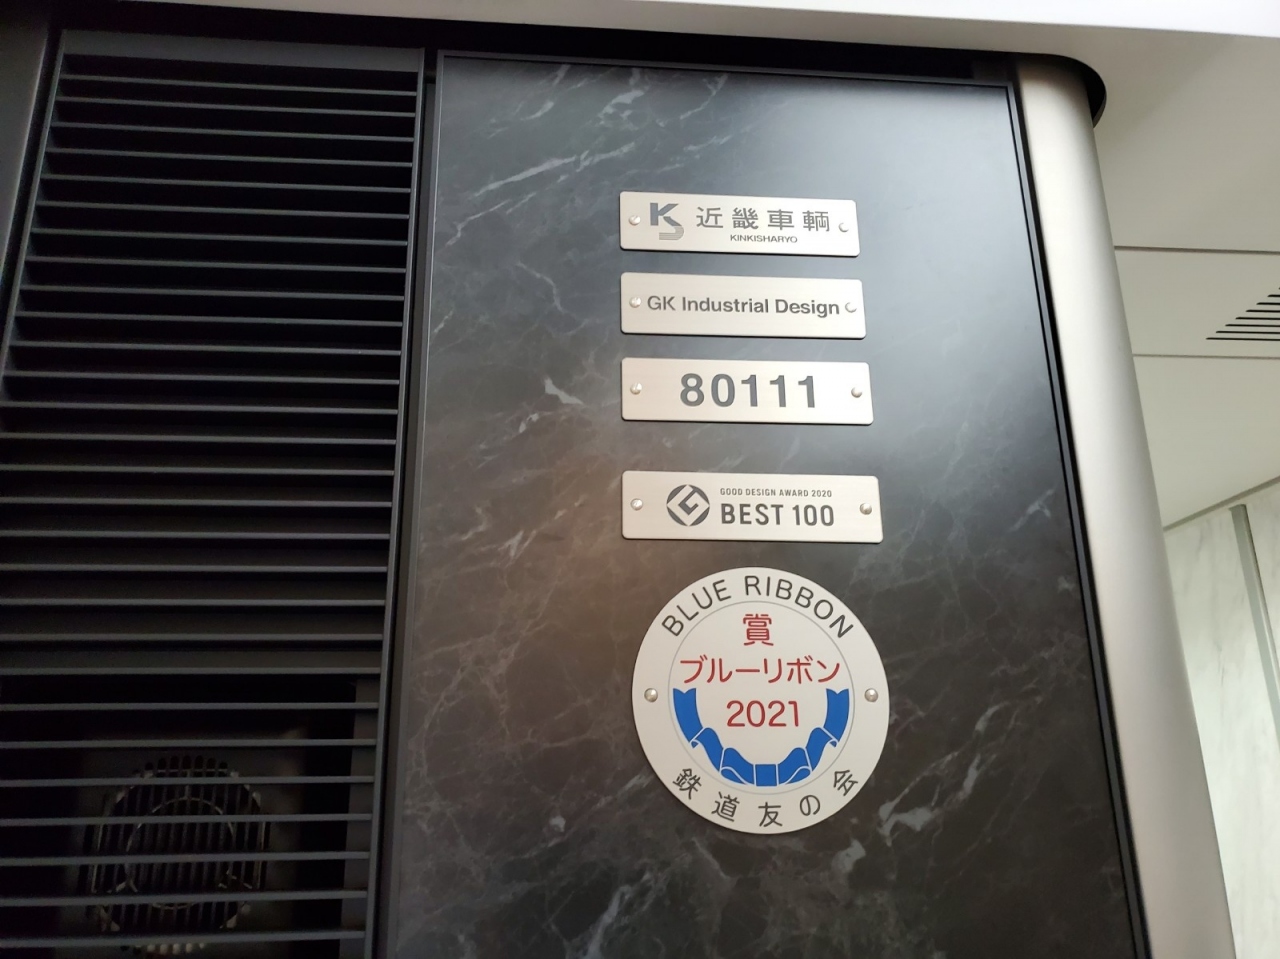 KS 近畿車輌
KINKISHARYO
GK Industrial Design
80111
GOOD DESIGN AWARD 2020
BEST 100
BLUE RIBBON
賞
ブルーリボン
2021
鉄道友の会